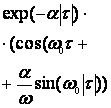 exp(-α|τ|)·
·(cos(ω₀τ +
+ α/ω sin(ω₀|τ|))